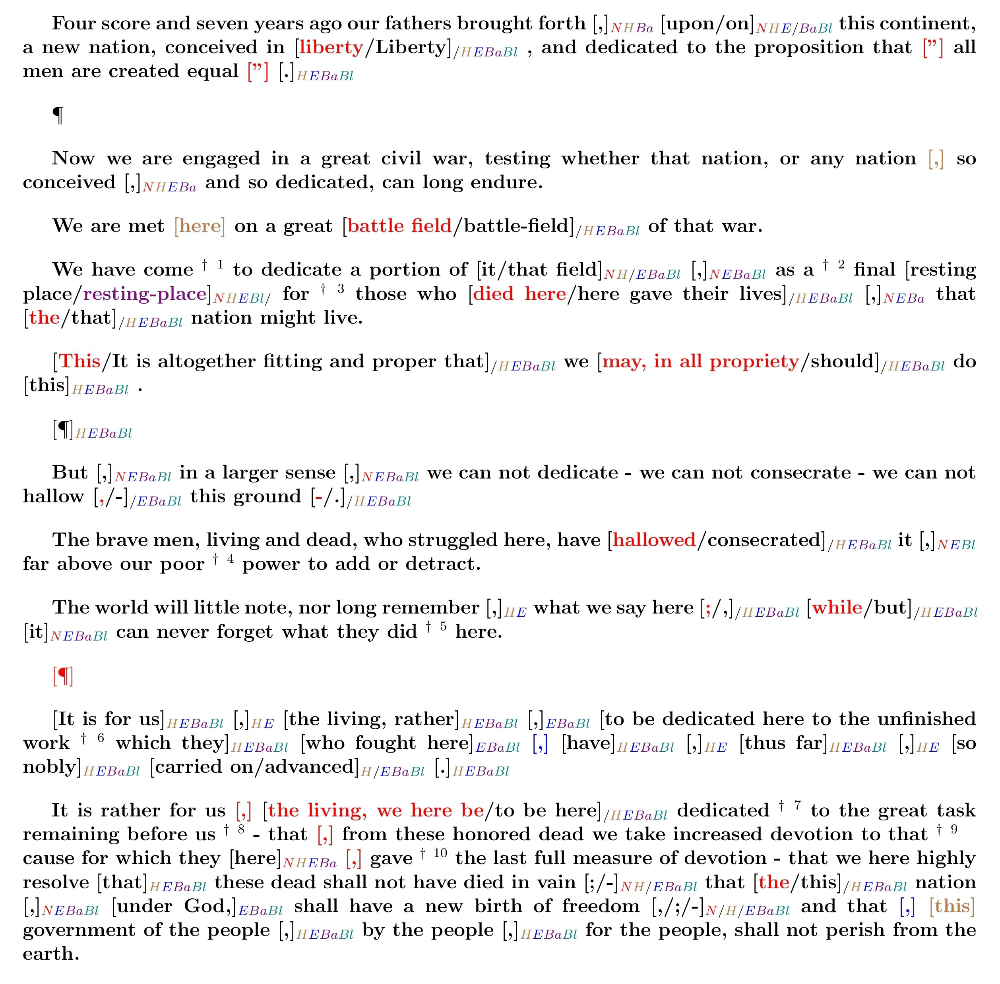 Four score and seven years ago our fathers brought forth [,]NHBa [upon/on]NHE/BaBl this continent,
a new nation, conceived in [liberty/Liberty]/HEBaBl , and dedicated to the proposition that [”] all
men are created equal [”] [.]HEBaBl
¶
Now we are engaged in a great civil war, testing whether that nation, or any nation [,] so
conceived [,]NHEBa and so dedicated, can long endure.
We are met [here] on a great [battle field/battle-field]/HEBaBl of that war.
We have come † 1 to dedicate a portion of [it/that field]NH/EBaBl [,]NEBaBl as a † 2 final [resting
place/resting-place]NHEBl/ for † 3 those who [died here/here gave their lives]/HEBaBl [,]NEBa that
[the/that]/HEBaBl nation might live.
[This/It is altogether fitting and proper that]/HEBaBl we [may, in all propriety/should]/HEBaBl do
[this]HEBaBl .
[¶]HEBaBl
But [,]NEBaBl in a larger sense [,]NEBaBl we can not dedicate - we can not consecrate - we can not
hallow [,/-]/EBaBl this ground [-/.]/HEBaBl
The brave men, living and dead, who struggled here, have [hallowed/consecrated]/HEBaBl it [,]NEBl
far above our poor † 4 power to add or detract.
The world will little note, nor long remember [,]HE what we say here [;/,]/HEBaBl [while/but]/HEBaBl
[it]NEBaBl can never forget what they did † 5 here.
[¶]
[It is for us]HEBaBl [,]HE [the living, rather]HEBaBl [,]EBaBl [to be dedicated here to the unfinished
work † 6 which they]HEBaBl [who fought here]EBaBl [,] [have]HEBaBl [,]HE [thus far]HEBaBl [,]HE [so
nobly]HEBaBl [carried on/advanced]H/EBaBl [.]HEBaBl
It is rather for us [,] [the living, we here be/to be here]/HEBaBl dedicated † 7 to the great task
remaining before us † 8 - that [,] from these honored dead we take increased devotion to that † 9
cause for which they [here]NHEBa [,] gave † 10 the last full measure of devotion - that we here highly
resolve [that]HEBaBl these dead shall not have died in vain [;/-]NH/EBaBl that [the/this]/HEBaBl nation
[,]NEBaBl [under God,]EBaBl shall have a new birth of freedom [,/;/-]N/H/EBaBl and that [,] [this]
government of the people [,]HEBaBl by the people [,]HEBaBl for the people, shall not perish from the
earth.